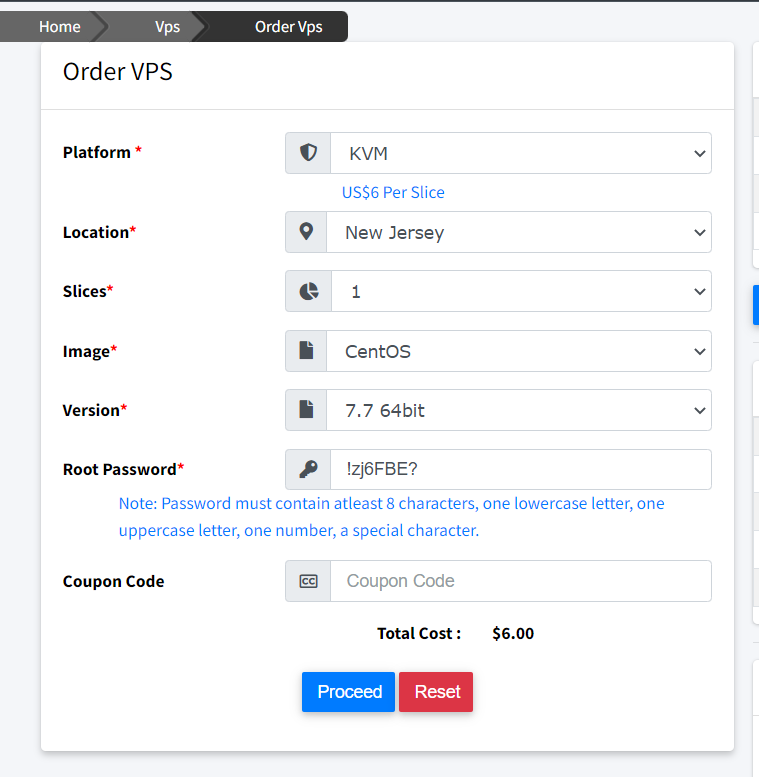 Home Vps Order Vps
Order VPS
Platform * KVM
US$6 Per Slice
Location* New Jersey
Slices* 1
Image* CentOS
Version* 7.7 64bit
Root Password* !zj6FBE?
Note: Password must contain atleast 8 characters, one lowercase letter, one
uppercase letter, one number, a special character.
Coupon Code CC Coupon Code
Total Cost : $6.00
Proceed Reset